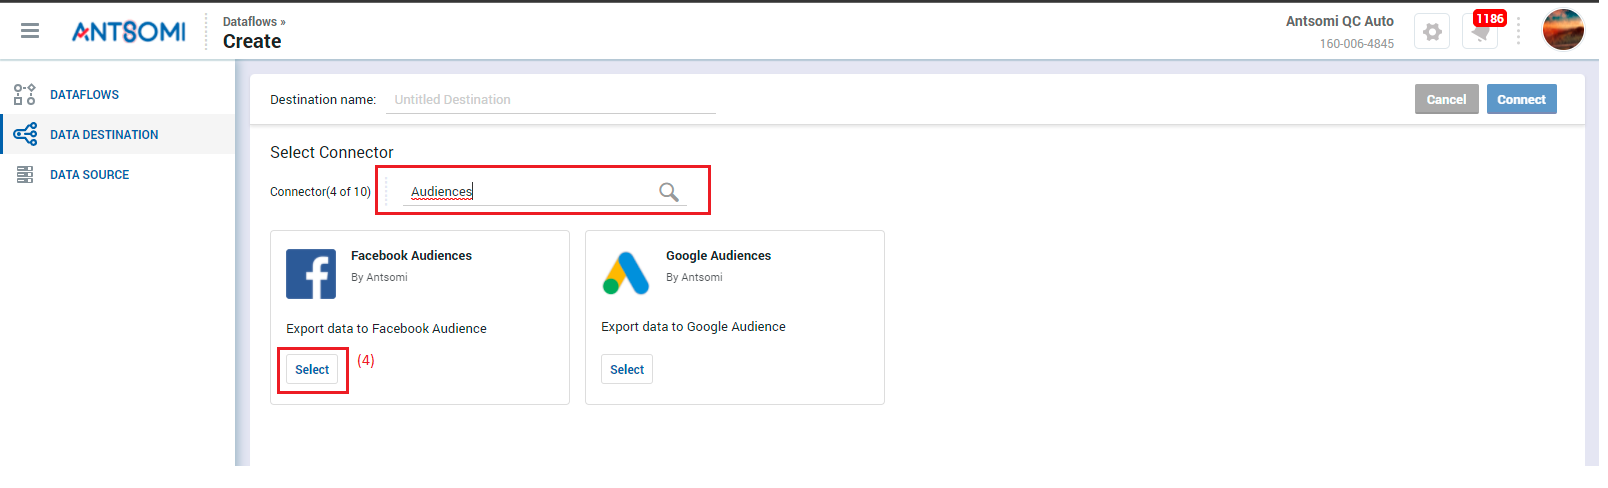 ANTSOMI
Dataflows »
Create
Antsomi QC Auto
160-006-4845
1186
DATAFLOWS
DATA DESTINATION
DATA SOURCE
Destination name: Untitled Destination
Cancel Connect
Select Connector
Connector(4 of 10) Audiences
Facebook Audiences
By Antsomi
Export data to Facebook Audience
Select (4)
Google Audiences
By Antsomi
Export data to Google Audience
Select